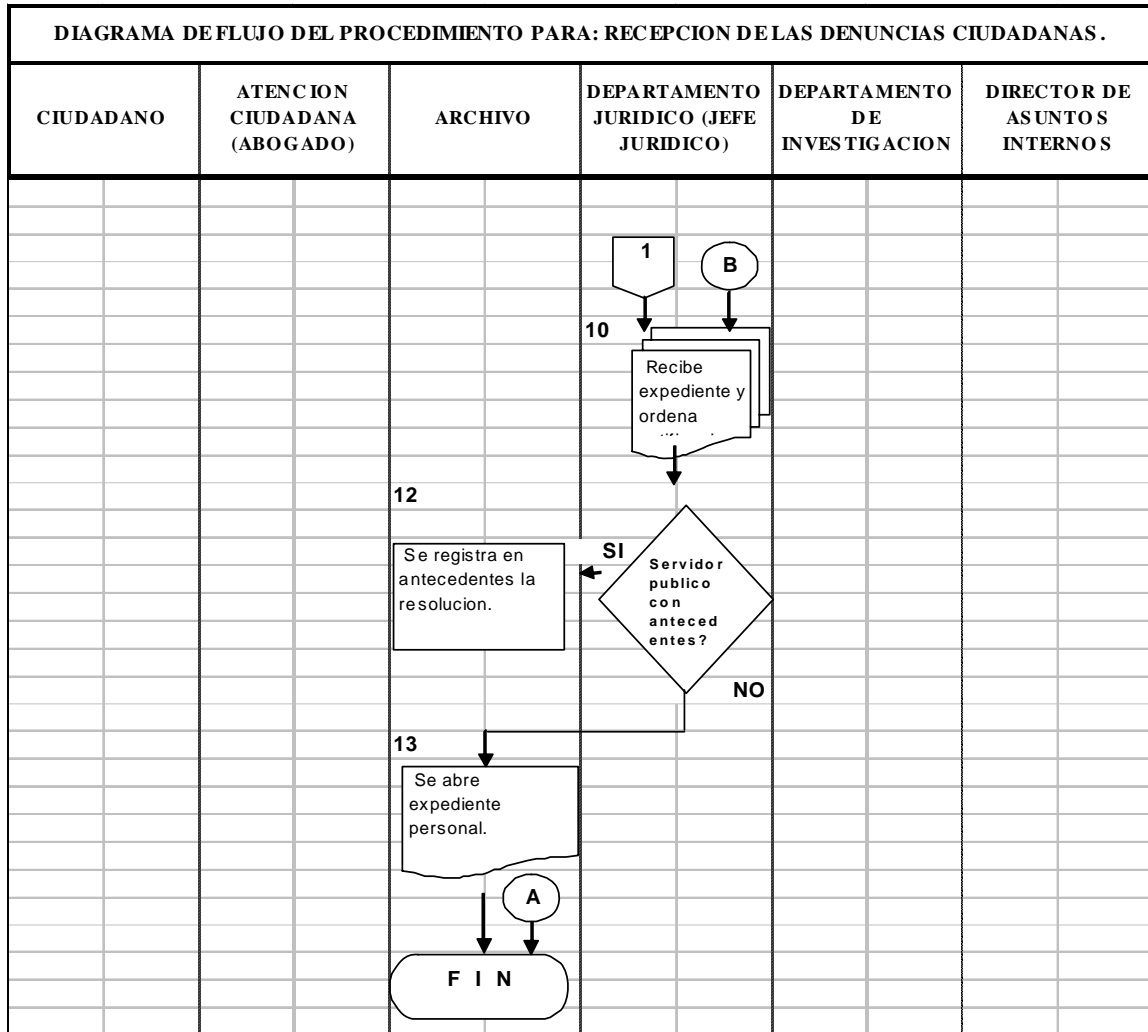 DIAGRAMA DE FLUJO DEL PROCEDIMIENTO PARA: RECEPCION DE LAS DENUNCIAS CIUDADANAS.
CIUDADANO
ATENCION
CIUDADANA
(ABOGADO)
ARCHIVO
DEPARTAMENTO
JURIDICO (JEFE
JURIDICO)
DEPARTAMENTO
DE
INVESTIGACION
DIRECTOR DE
ASUNTOS
INTERNOS
1
B
10
Recibe
expediente y
ordena
12
Se registra en
antecedentes la
resolucion.
SI
Servidor
publico
con
anteced
entes?
NO
13
Se abre
expediente
personal.
A
F I N